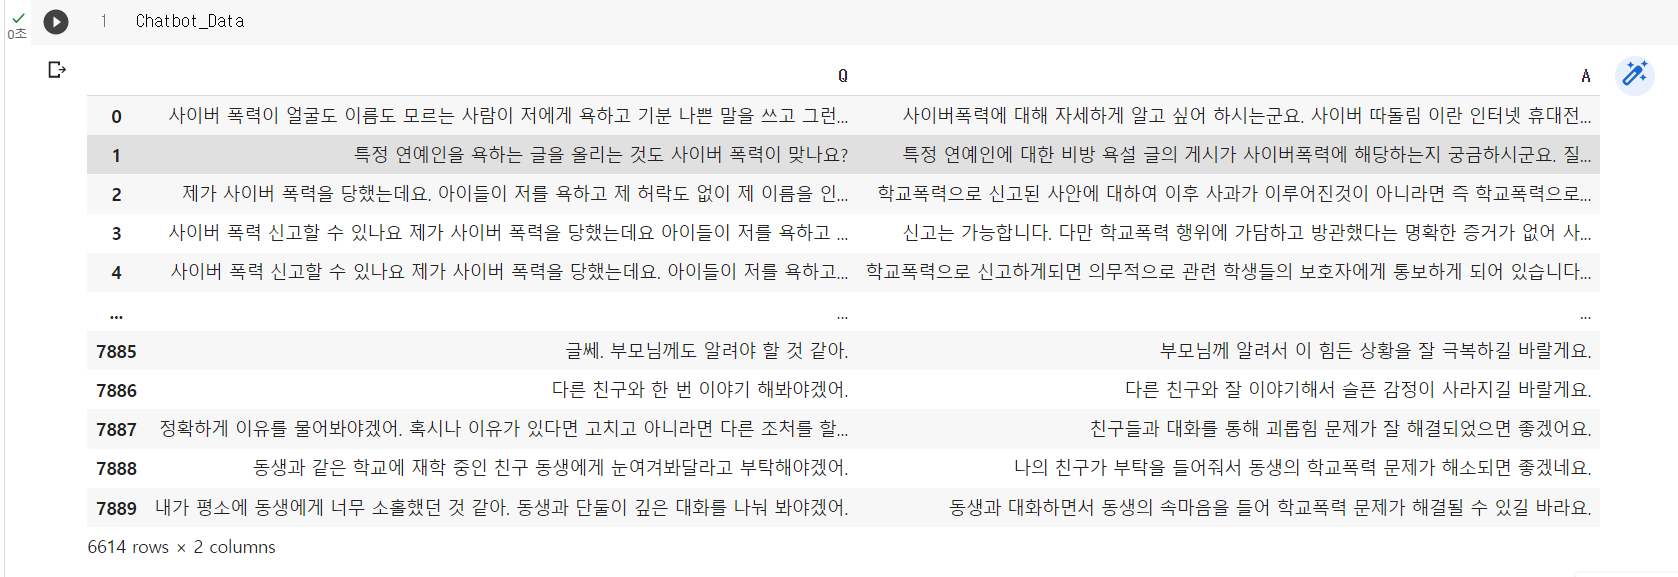 1 Chatbot_Data
0초
Q A
0 사이버 폭력이 얼굴도 이름도 모르는 사람이 저에게 욕하고 기분 나쁜 말을 쓰고 그런... 사이버폭력에 대해 자세하게 알고 싶어 하시는군요. 사이버 따돌림 이란 인터넷 휴대전...
1 특정 연예인을 욕하는 글을 올리는 것도 사이버 폭력이 맞나요? 특정 연예인에 대한 비방 욕설 글의 게시가 사이버폭력에 해당하는지 궁금하시군요. 질...
2 제가 사이버 폭력을 당했는데요. 아이들이 저를 욕하고 제 허락도 없이 제 이름을 인... 학교폭력으로 신고된 사안에 대하여 이후 사과가 이루어진것이 아니라면 즉 학교폭력으로...
3 사이버 폭력 신고할 수 있나요 제가 사이버 폭력을 당했는데요 아이들이 저를 욕하고 ... 신고는 가능합니다. 다만 학교폭력 행위에 가담하고 방관했다는 명확한 증거가 없어 사...
4 사이버 폭력 신고할 수 있나요 제가 사이버 폭력을 당했는데요. 아이들이 저를 욕하고... 학교폭력으로 신고하게되면 의무적으로 관련 학생들의 보호자에게 통보하게 되어 있습니다...
... ... ...
7885 글쎄. 부모님께도 알려야 할 것 같아. 부모님께 알려서 이 힘든 상황을 잘 극복하길 바랄게요.
7886 다른 친구와 한 번 이야기 해봐야겠어. 다른 친구와 잘 이야기해서 슬픈 감정이 사라지길 바랄게요.
7887 정확하게 이유를 물어봐야겠어. 혹시나 이유가 있다면 고치고 아니라면 다른 조처를 할... 친구들과 대화를 통해 괴롭힘 문제가 잘 해결되었으면 좋겠어요.
7888 동생과 같은 학교에 재학 중인 친구 동생에게 눈여겨봐달라고 부탁해야겠어. 나의 친구가 부탁을 들어줘서 동생의 학교폭력 문제가 해소되면 좋겠네요.
7889 내가 평소에 동생에게 너무 소홀했던 것 같아. 동생과 단둘이 깊은 대화를 나눠 봐야겠어. 동생과 대화하면서 동생의 속마음을 들어 학교폭력 문제가 해결될 수 있길 바라요.
6614 rows × 2 columns